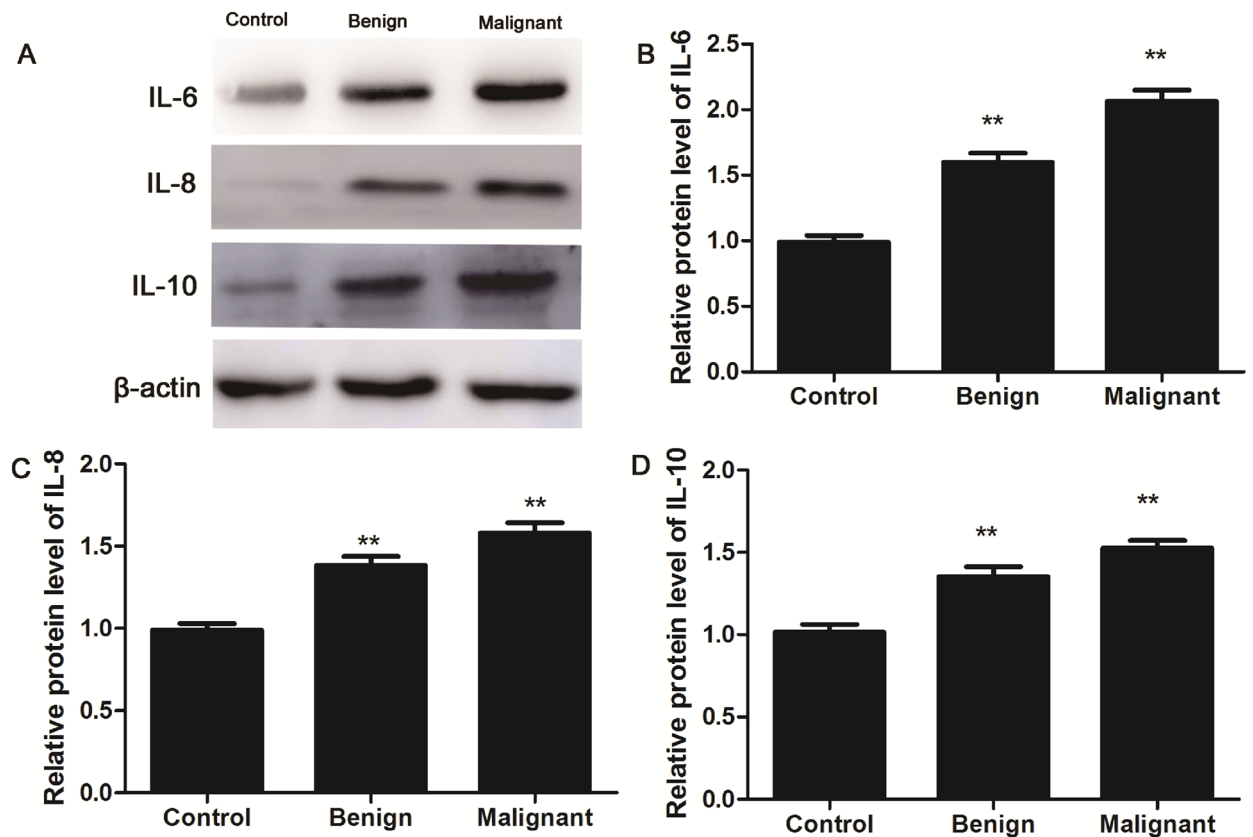 A
Control Benign Malignant
IL-6
IL-8
IL-10
β-actin
B
Relative protein level of IL-6
2.5
2.0
1.5
1.0
0.5
0.0
** **
Control Benign Malignant
C
Relative protein level of IL-8
2.0
1.5
1.0
0.5
0.0
** **
Control Benign Malignant
D
Relative protein level of IL-10
2.0
1.5
1.0
0.5
0.0
** **
Control Benign Malignant